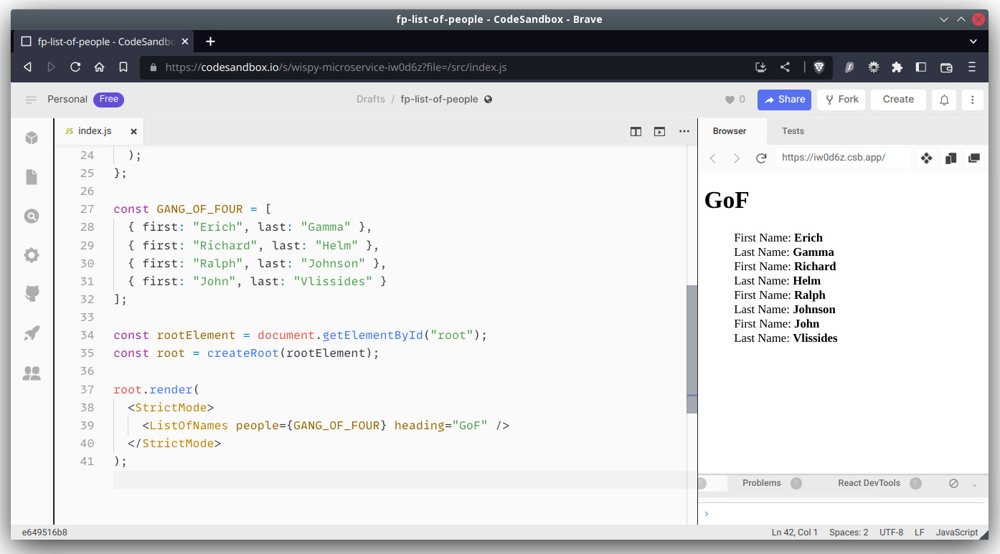 fp-list-of-people - CodeSandbox - Brave
fp-list-of-people - CodeSandbo
https://codesandbox.io/s/wispy-microservice-iw0d6z?file=/src/index.js
Personal Free Drafts / fp-list-of-people 0 Share Fork Create
JS index.js Browser Tests
https://iw0d6z.csb.app/
24     );
25 };
26
27 const GANG_OF_FOUR = [
28   { first: "Erich", last: "Gamma" },
29   { first: "Richard", last: "Helm" },
30   { first: "Ralph", last: "Johnson" },
31   { first: "John", last: "Vlissides" }
32 ];
33
34 const rootElement = document.getElementById("root");
35 const root = createRoot(rootElement);
36
37 root.render(
38   <StrictMode>
39     <ListOfNames people={GANG_OF_FOUR} heading="GoF" />
40   </StrictMode>
41 );
GoF
First Name: Erich
Last Name: Gamma
First Name: Richard
Last Name: Helm
First Name: Ralph
Last Name: Johnson
First Name: John
Last Name: Vlissides
0 Problems 0 React DevTools 0
›
e649516b8 Ln 42, Col 1 Spaces: 2 UTF-8 LF JavaScript